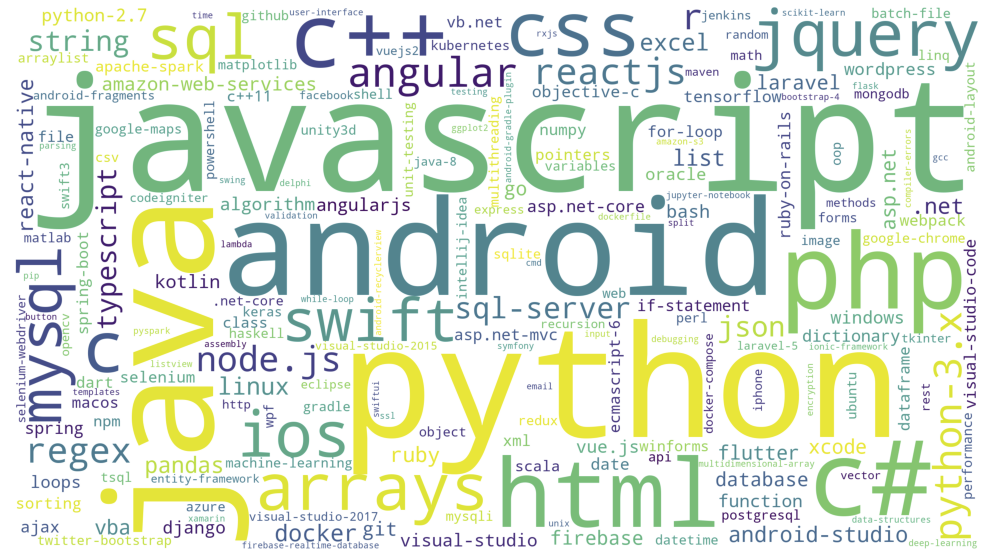 python-2.7
time
github
user-interface
c++
css
r
jenkins
scikit-learn
batch-file
jquery
string
sql
vuejs2
vb.net
kubernetes
rxjs
excel
random
math
linq
arraylist
apache-spark
matplotlib
angular
reactjs
maven
laravel
flask
wordpress
amazon-web-services
objective-c
tensorflow
bootstrap-4
mongodb
android-layout
react-native
android-fragments
c++11
facebook
shell
testing
android-gradle-plugin
javascript
file
google-maps
powershell
unity3d
unit-testing
ggplot2
multithreading
numpy
for-loop
amazon-s3
ruby-on-rails
oop
compiler-errors
gcc
parsing
csv
swift3
java-8
pointers
variables
list
oracle
asp.net
swing
delphi
go
jupyter-notebook
typescript
codeigniter
algorithm
validation
angularjs
express
asp.net-core
dockerfile
bash
split
methods
forms
.net
webpack
matlab
java
android
lambda
intellij-idea
sqlite
cmd
image
google-chrome
php
pip
mysql
button
opencv
spring-boot
kotlin
android-recyclerview
web
visual-studio-code
selenium-webdriver
c
pyspark
.net-core
while-loop
keras
class
haskell
swift
sql-server
if-statement
asp.net-mvc
recursion
input
symfony
ecmascript-6
perl
debugging
json
windows
dictionary
tkinter
python-3.x
assembly
listview
node.js
visual-studio-2015
python
laravel-5
ionic-framework
dart
templates
macos
selenium
linux
eclipse
swiftui
ssl
email
docker-compose
iphone
encryption
ubuntu
dataframe
rest
performance
spring
npm
http
wpf
gradle
redux
regex
ios
object
ruby
xml
vue.js
winforms
api
flutter
xcode
loops
tsql
pandas
machine-learning
entity-framework
scala
date
multidimensional-array
database
vector
c#
sorting
azure
xamarin
arrays
html
function
postgresql
ajax
vba
django
visual-studio-2017
mysqli
unix
data-structures
twitter-bootstrap
firebase-realtime-database
docker
git
visual-studio
firebase
datetime
android-studio
deep-learning